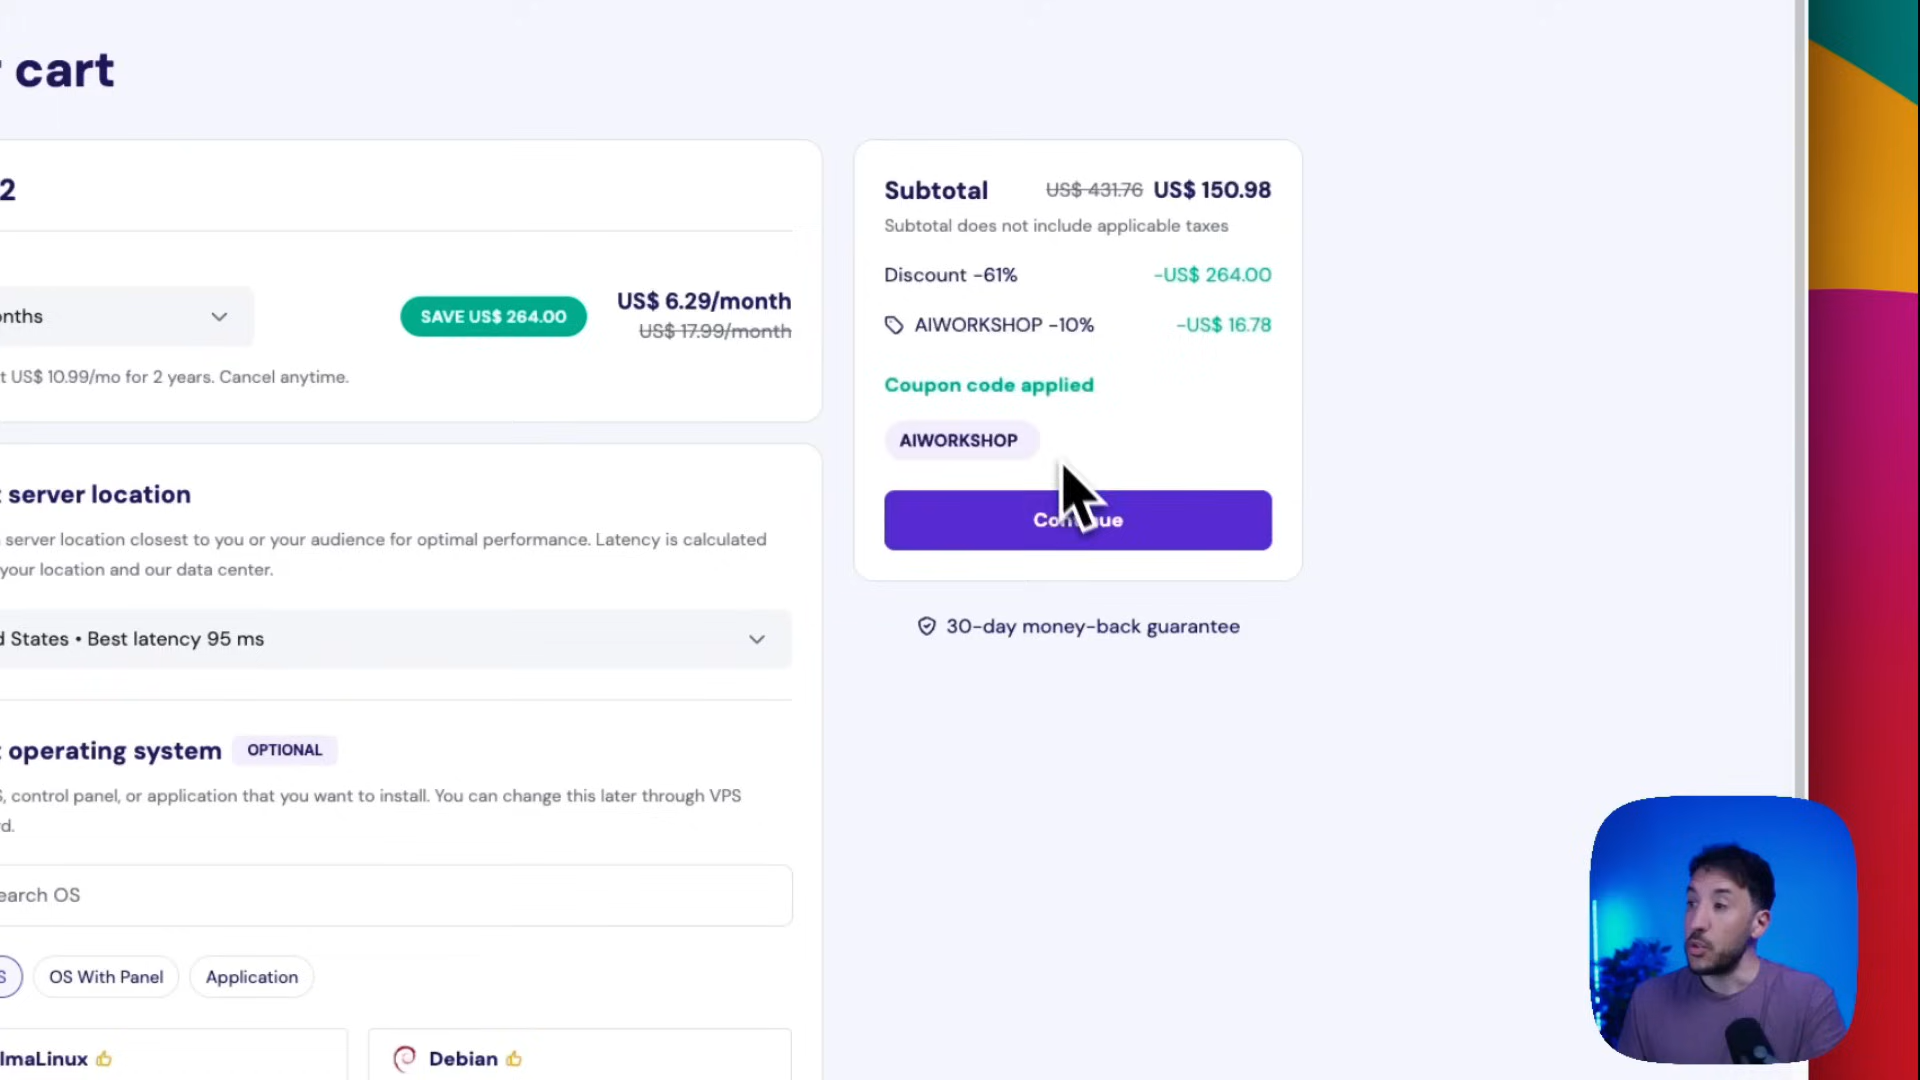 cart
2
onths
SAVE US$ 264.00
US$ 6.29/month
US$ 17.99/month
t US$ 10.99/mo for 2 years. Cancel anytime.
server location
server location closest to you or your audience for optimal performance. Latency is calculated
your location and our data center.
d States • Best latency 95 ms
operating system
OPTIONAL
S, control panel, or application that you want to install. You can change this later through VPS
rd.
earch OS
S
OS With Panel
Application
lmaLinux
Debian
Subtotal
US$ 431.76
US$ 150.98
Subtotal does not include applicable taxes
Discount -61%
-US$ 264.00
AIWORKSHOP -10%
-US$ 16.78
Coupon code applied
AIWORKSHOP
Continue
30-day money-back guarantee